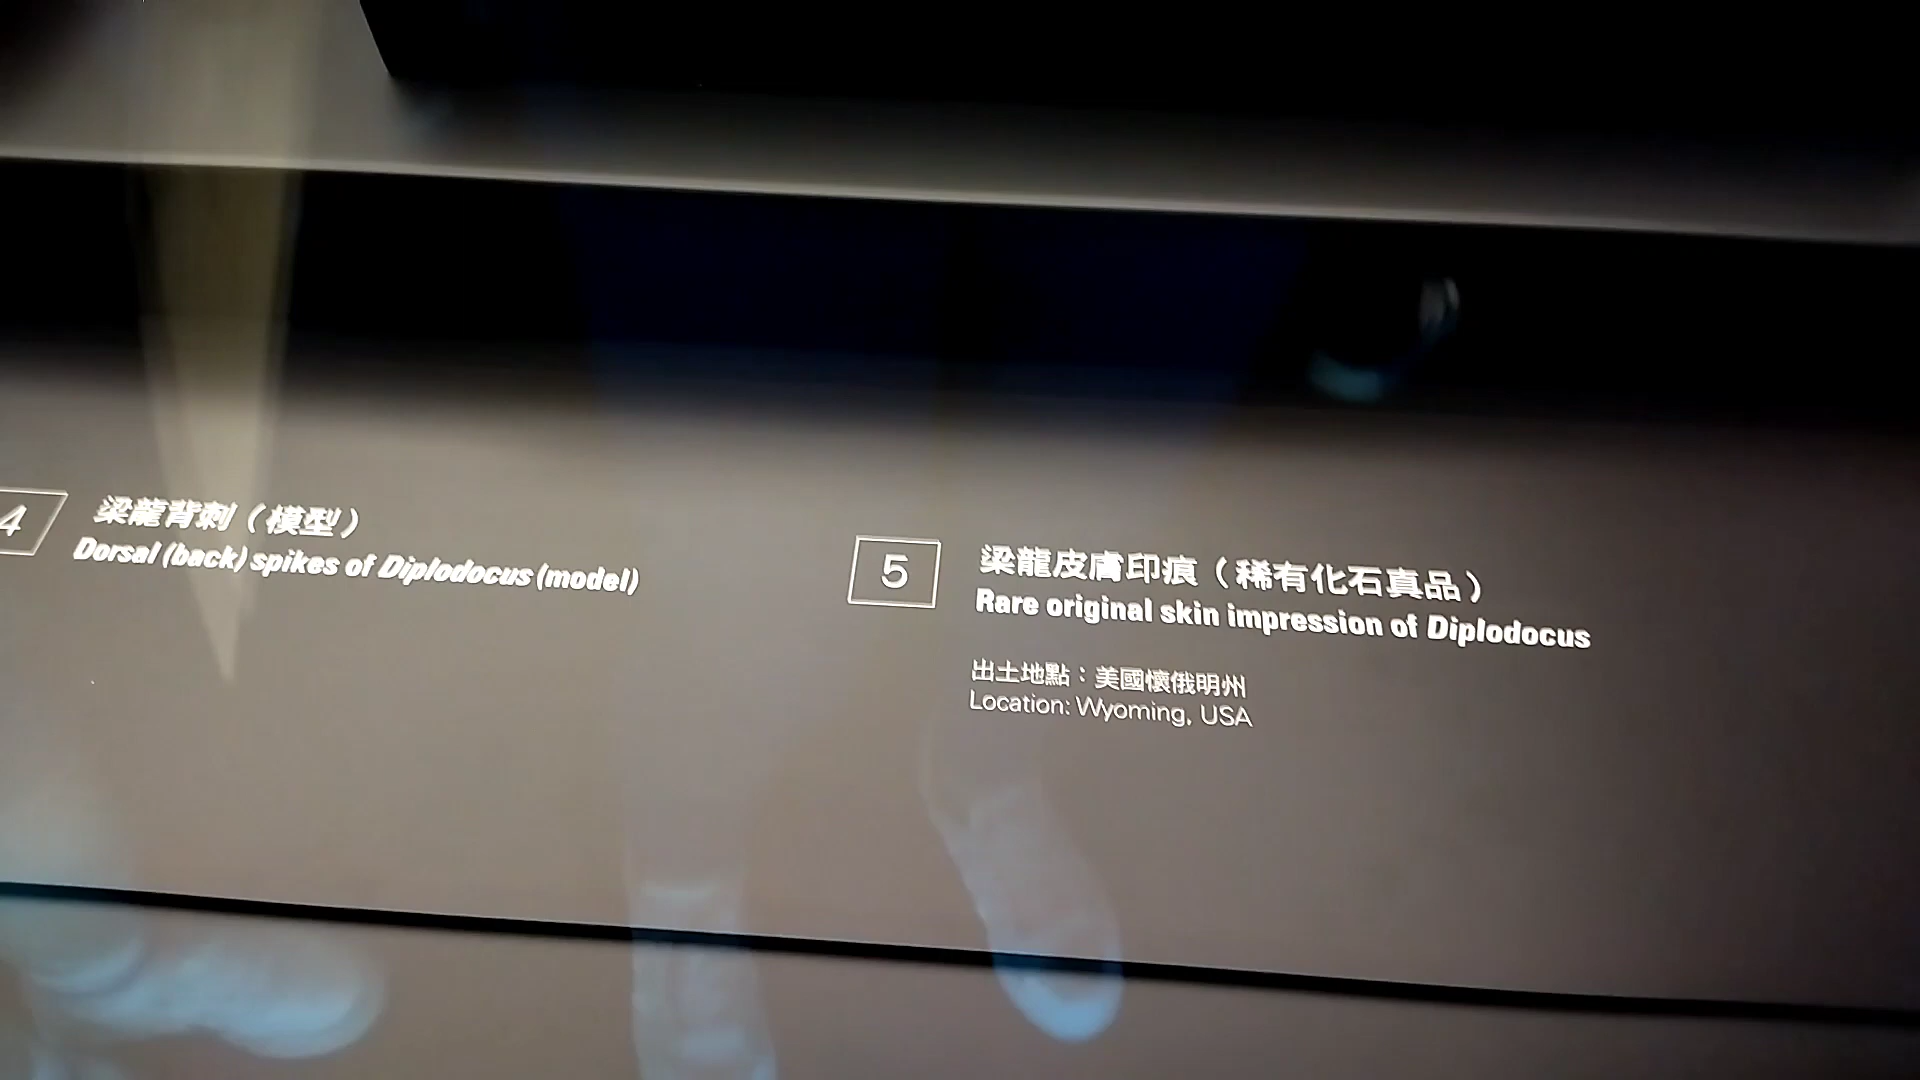 4
梁龍背刺（模型）
Dorsal (back) spikes of Diplodocus (model)
5
梁龍皮膚印痕（稀有化石真品）
Rare original skin impression of Diplodocus
出土地點：美國懷俄明州
Location: Wyoming, USA